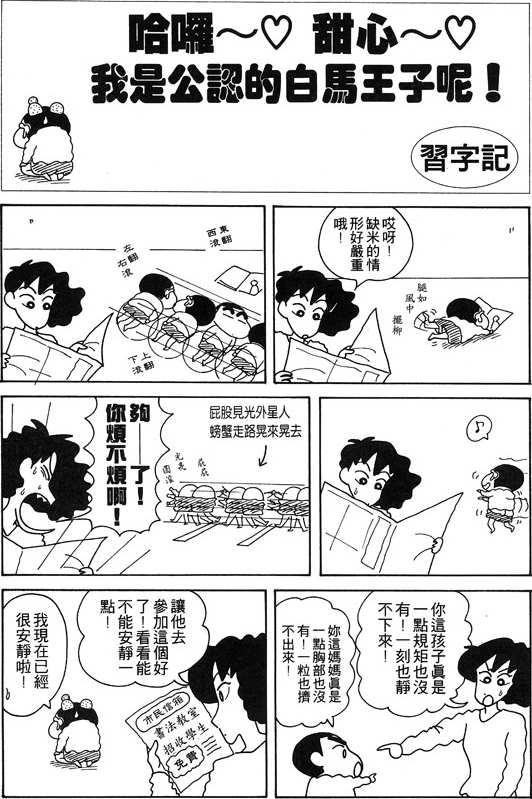 哈囉～♡ 甜心～♡
我是公認的白馬王子呢！
習字記
哎呀！
缺米的情
形好嚴重
哦！
腿如
風中
擺柳
東翻
西滾
左翻
右滾
上翻
下滾
♪
屁股見光外星人
螃蟹走路晃來晃去
屁屁
光長
圓滾
夠—了！
你煩不煩啊！
你這孩子真是
一點規矩也沒
有！一刻也靜
不下來！
妳這媽媽真是
一點胸部也沒
有！一粒也擠
不出來！
讓他去
參加這個好
了！看看能
不能安靜一
點！
市民信箱
書法教室
招收學生
免費
我現在已經
很安靜啦！